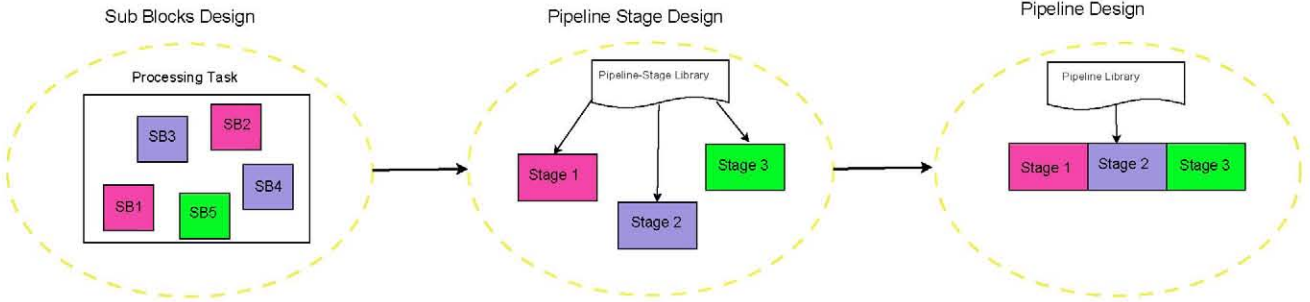 Sub Blocks Design
Pipeline Stage Design
Pipeline Design
Processing Task
SB3
SB2
SB4
SB1
SB5
Pipeline-Stage Library
Stage 1
Stage 3
Stage 2
Pipeline Library
Stage 1
Stage 2
Stage 3